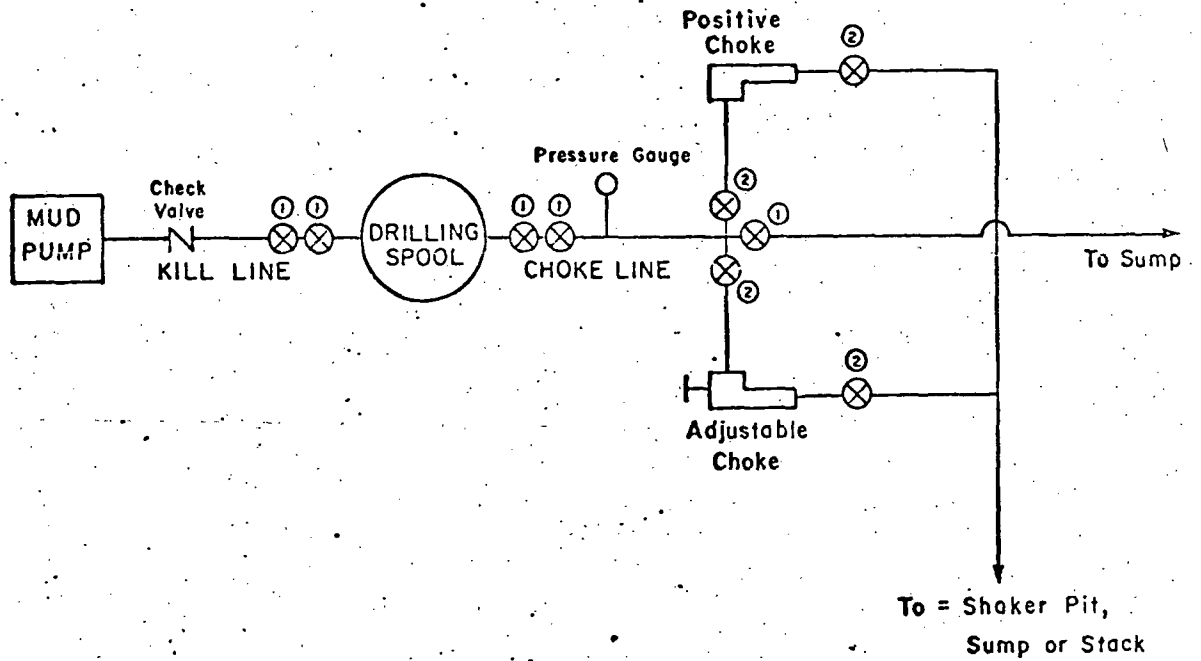 Positive
Choke
②
Pressure Gauge
Check
Valve
① ①
① ①
②
①
MUD
PUMP
DRILLING
SPOOL
KILL LINE
CHOKE LINE
To Sump
②
②
Adjustable
Choke
To = Shaker Pit,
Sump or Stack